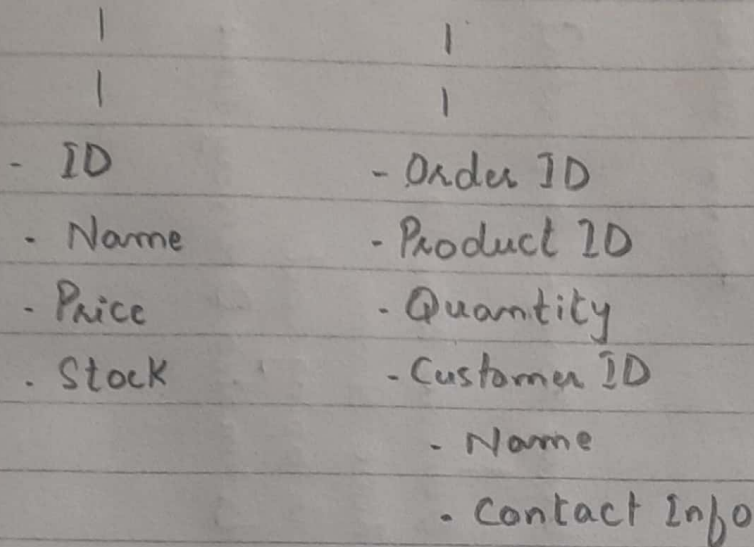 - ID
- Name
- Price
- Stock
- Order ID
- Product ID
- Quantity
- Customer ID
- Name
- Contact Info